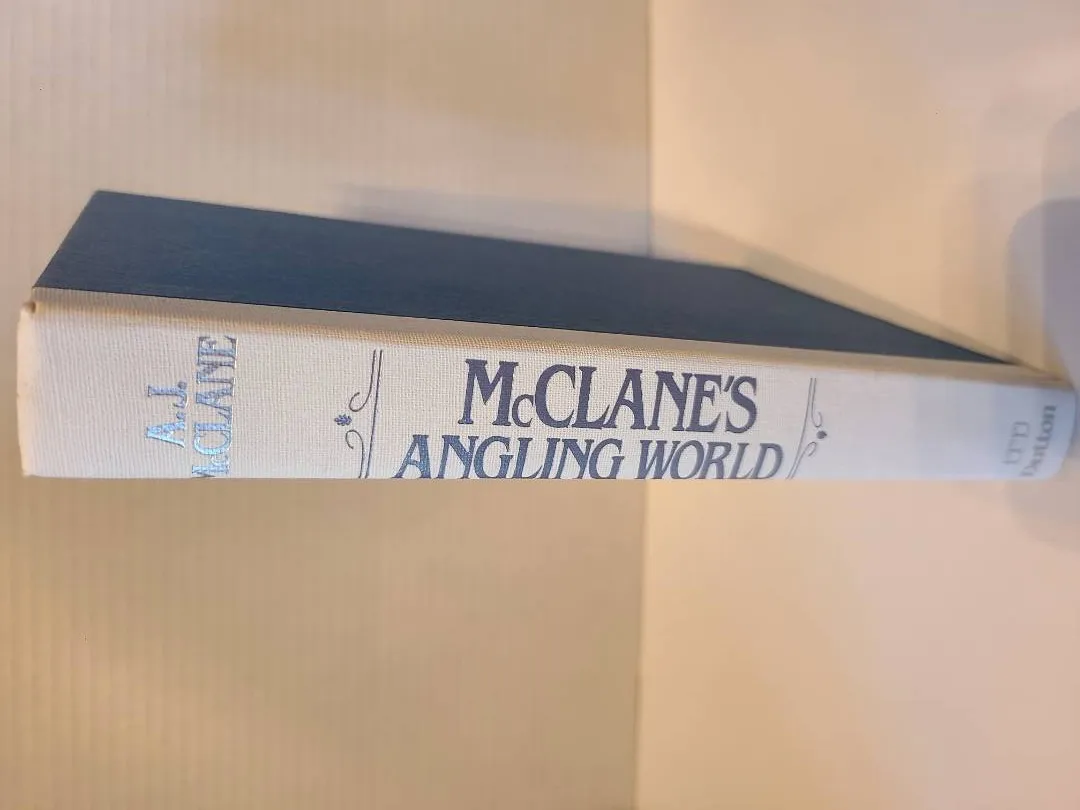 A.J.
McCLANE
McCLANE'S
ANGLING WORLD
Dutton